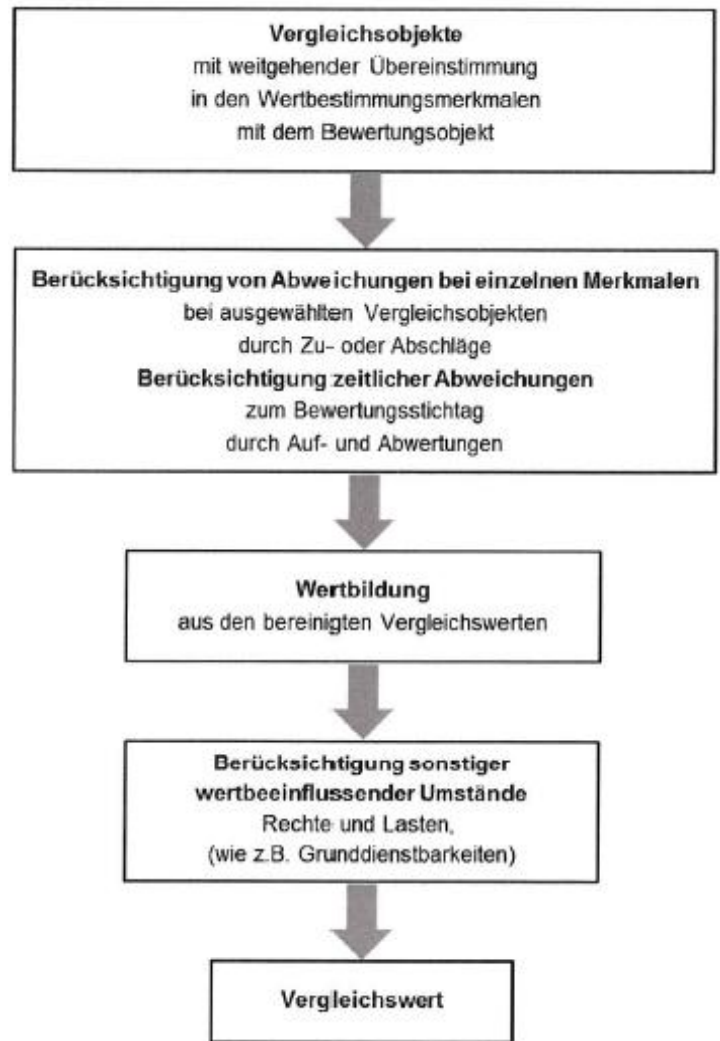 Vergleichsobjekte
mit weitgehender Übereinstimmung
in den Wertbestimmungsmerkmalen
mit dem Bewertungsobjekt
Berücksichtigung von Abweichungen bei einzelnen Merkmalen
bei ausgewählten Vergleichsobjekten
durch Zu- oder Abschläge
Berücksichtigung zeitlicher Abweichungen
zum Bewertungsstichtag
durch Auf- und Abwertungen
Wertbildung
aus den bereinigten Vergleichswerten
Berücksichtigung sonstiger
wertbeeinflussender Umstände
Rechte und Lasten,
(wie z.B. Grunddienstbarkeiten)
Vergleichswert